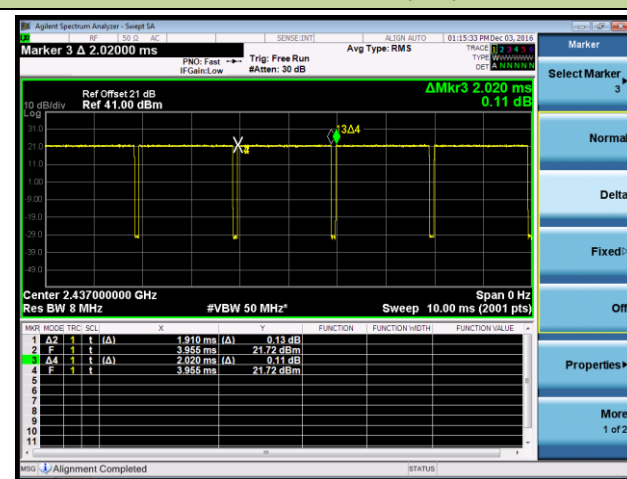 Agilent Spectrum Analyzer - Swept SA
RF 50 Ω AC SENSE:INT ALIGN AUTO 01:15:33 PM Dec 03, 2016
Marker 3 Δ 2.02000 ms
PNO: Fast
IFGain:Low
Trig: Free Run
#Atten: 30 dB
Avg Type: RMS
TRACE 1 2 3 4 5 6
TYPE WWWWWW
DET A NNNNN
ΔMkr3 2.020 ms
0.11 dB
Ref Offset 21 dB
10 dB/div Ref 41.00 dBm
Log
31.0
21.0
11.0
1.00
-9.00
-19.0
-29.0
-39.0
-49.0
13Δ4
Center 2.437000000 GHz Span 0 Hz
Res BW 8 MHz #VBW 50 MHz* Sweep 10.00 ms (2001 pts)
MKR MODE TRC SCL X Y FUNCTION FUNCTION WIDTH FUNCTION VALUE
1 Δ2 1 t (Δ) 1.910 ms (Δ) 0.13 dB
2 F 1 t 3.955 ms 21.72 dBm
3 Δ4 1 t (Δ) 2.020 ms (Δ) 0.11 dB
4 F 1 t 3.955 ms 21.72 dBm
5
6
7
8
9
10
11
MSG Alignment Completed STATUS
Marker
Select Marker
3
Normal
Delta
Fixed
Off
Properties
More
1 of 2